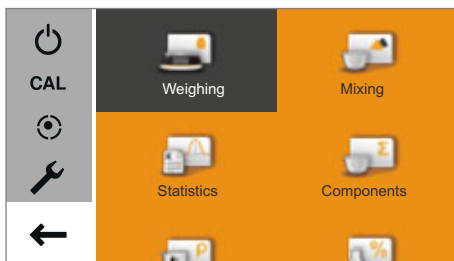 CAL
Weighing
Mixing
Statistics
Σ
Components
ρ
%